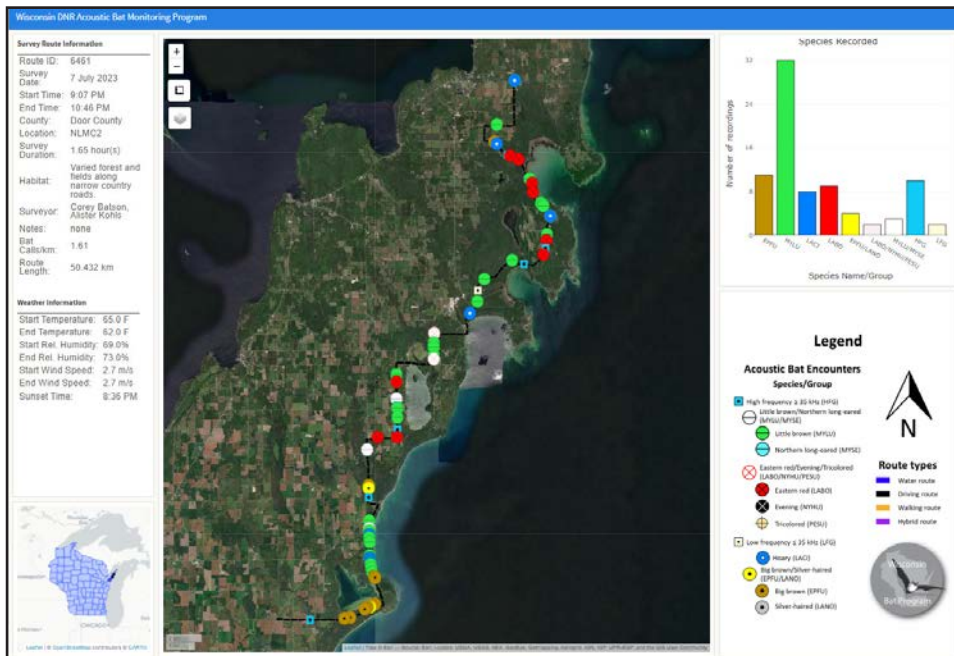 Wisconsin DNR Acoustic Bat Monitoring Program
Survey Route Information
Route ID: 6461
Survey Date: 7 July 2023
Start Time: 9:07 PM
End Time: 10:46 PM
County: Door County
Location: NLMC2
Survey Duration: 1.65 hour(s)
Habitat: Varied forest and fields along narrow country roads.
Surveyor: Corey Batson, Alister Kohls
Notes: none
Bat Calls/km: 1.61
Route Length: 50.432 km
Weather Information
Start Temperature: 65.0 F
End Temperature: 62.0 F
Start Rel. Humidity: 69.0%
End Rel. Humidity: 73.0%
Start Wind Speed: 2.7 m/s
End Wind Speed: 2.7 m/s
Sunset Time: 8:36 PM
CHICAGO
Leaflet | © OpenStreetMap contributors © CARTO
+
−
Species Recorded
Number of recordings
32
24
16
8
0
EPFU
MYLU
LACI
LABO
EPFU/LANO
LABO/NYHU/PESU
MYLU/MYSE
HFG
LFG
Species Name/Group
Legend
Acoustic Bat Encounters
Species/Group
High frequency ≥ 35 kHz (HFG)
Little brown/Northern long-eared (MYLU/MYSE)
Little brown (MYLU)
Northern long-eared (MYSE)
Eastern red/Evening/Tricolored (LABO/NYHU/PESU)
Eastern red (LABO)
Evening (NYHU)
Tricolored (PESU)
Low frequency ≤ 35 kHz (LFG)
Hoary (LACI)
Big brown/Silver-haired (EPFU/LANO)
Big brown (EPFU)
Silver-haired (LANO)
N
Route types
Water route
Driving route
Walking route
Hybrid route
Wisconsin
Bat Program